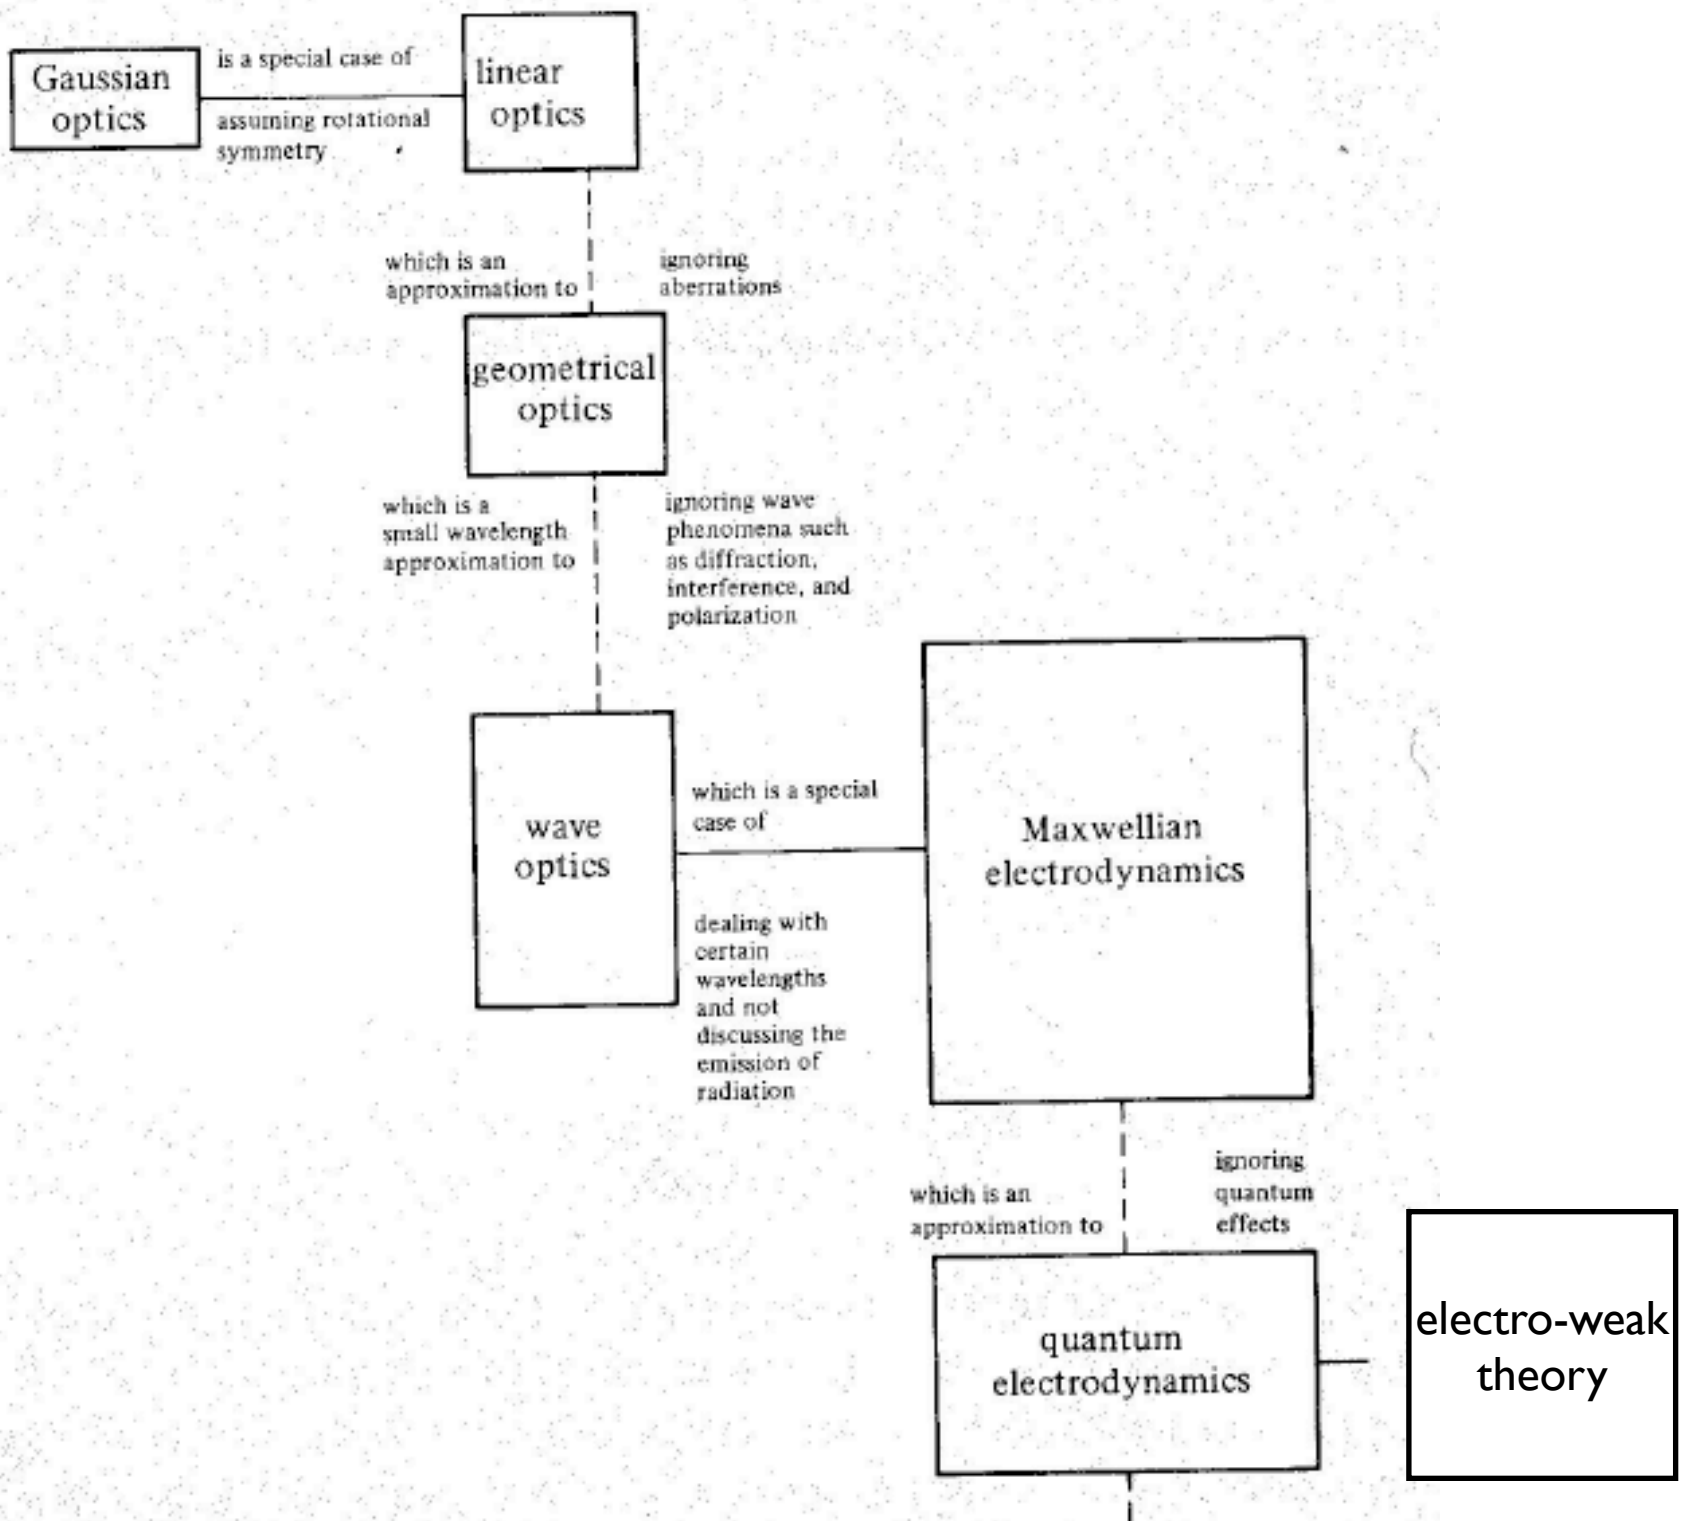 Gaussian
optics
is a special case of
assuming rotational
symmetry
linear
optics
which is an
approximation to
ignoring
aberrations
geometrical
optics
which is a
small wavelength
approximation to
ignoring wave
phenomena such
as diffraction,
interference, and
polarization
wave
optics
which is a special
case of
dealing with
certain
wavelengths
and not
discussing the
emission of
radiation
Maxwellian
electrodynamics
which is an
approximation to
ignoring
quantum
effects
quantum
electrodynamics
electro-weak
theory